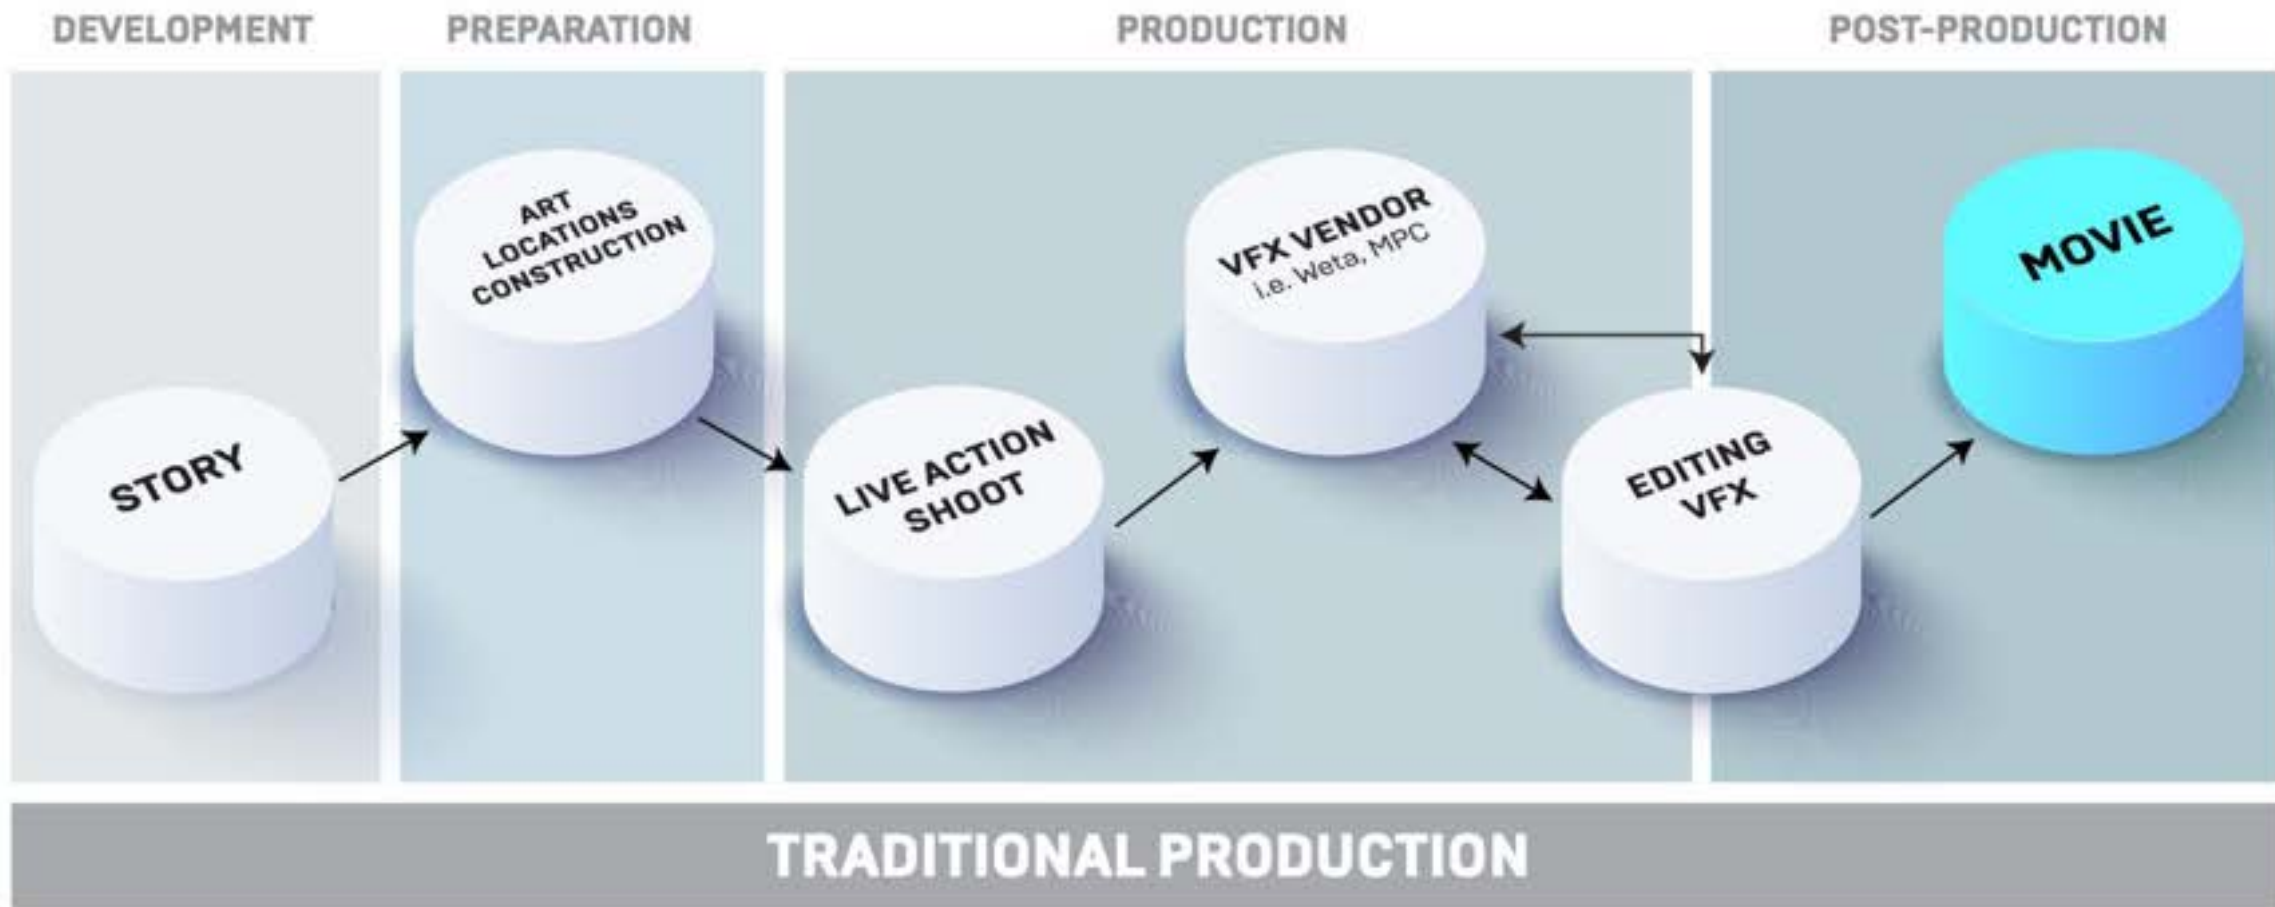 DEVELOPMENT
PREPARATION
PRODUCTION
POST-PRODUCTION
STORY
ART
LOCATIONS
CONSTRUCTION
LIVE ACTION
SHOOT
VFX VENDOR
i.e. Weta, MPC
EDITING
VFX
MOVIE
TRADITIONAL PRODUCTION